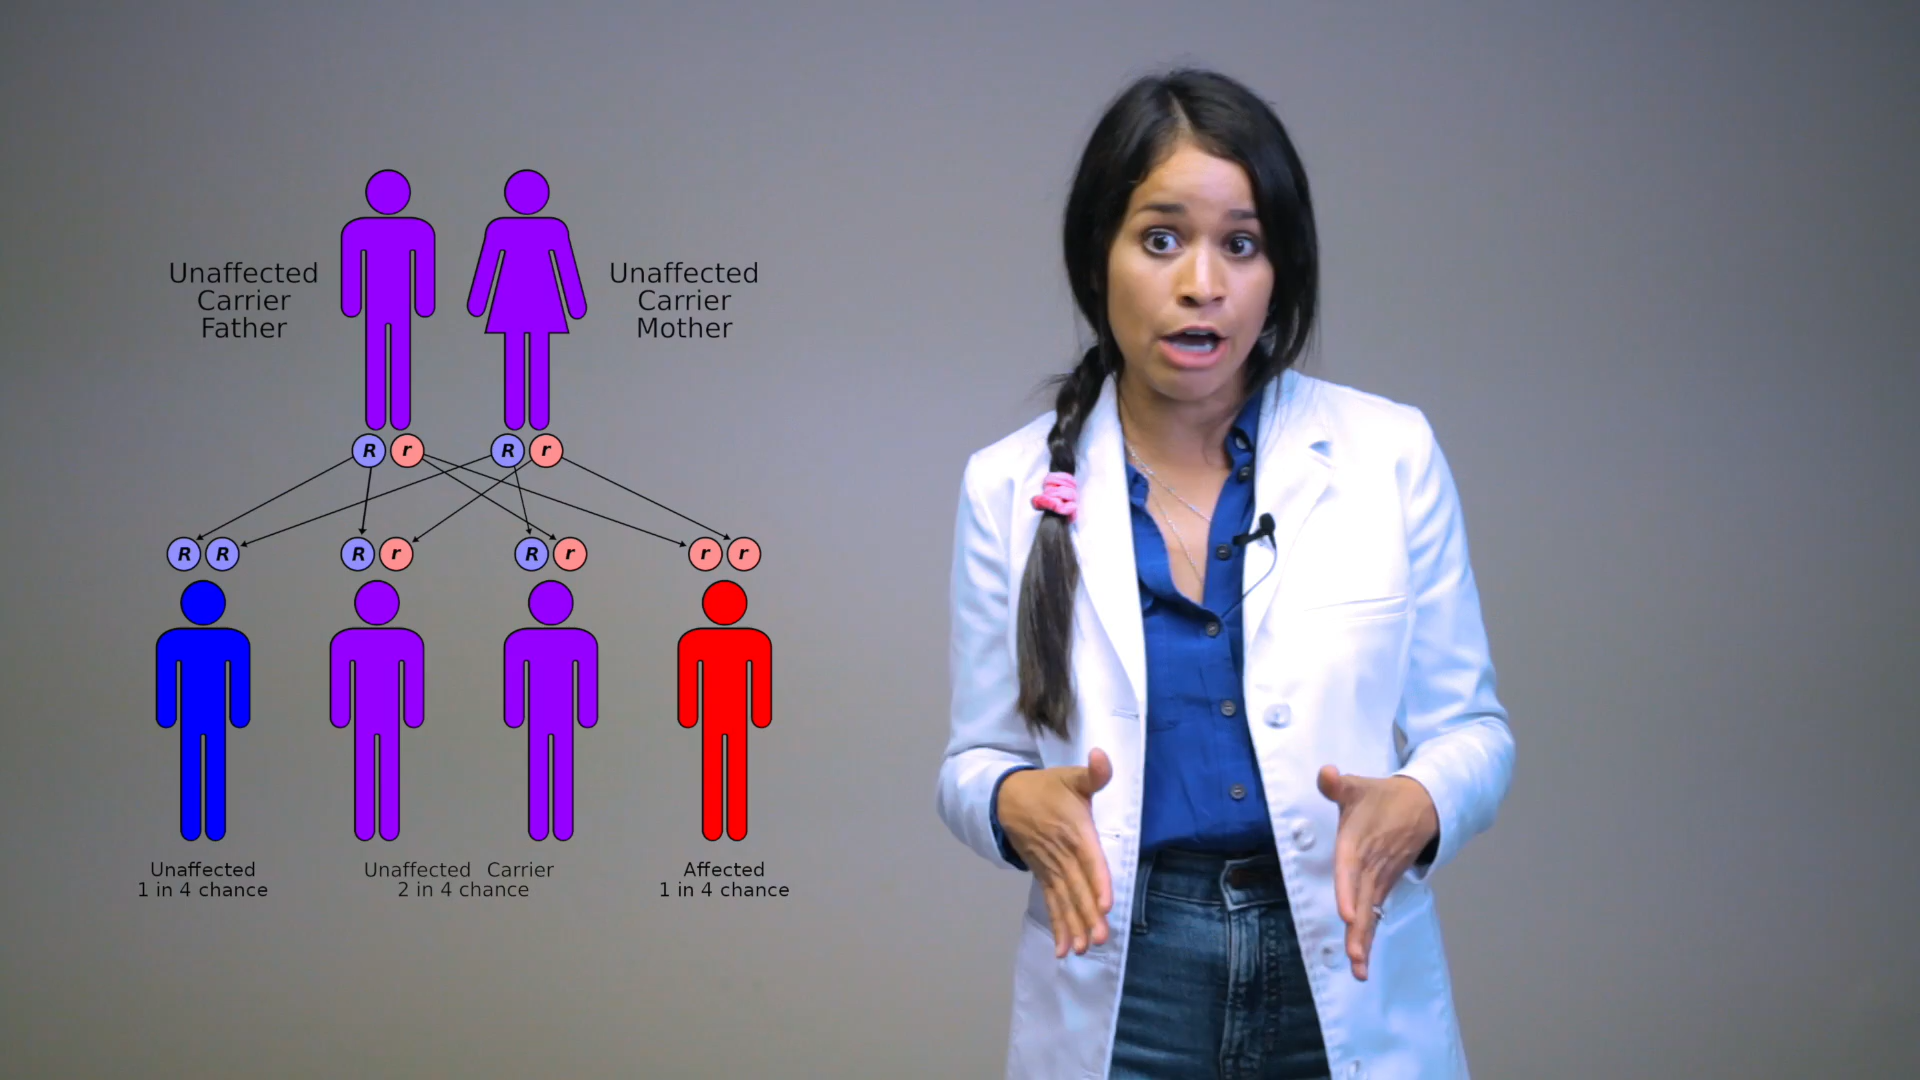 Unaffected
Carrier
Father
Unaffected
Carrier
Mother
R r R r
R R R r R r r r
Unaffected
1 in 4 chance
Unaffected Carrier
2 in 4 chance
Affected
1 in 4 chance